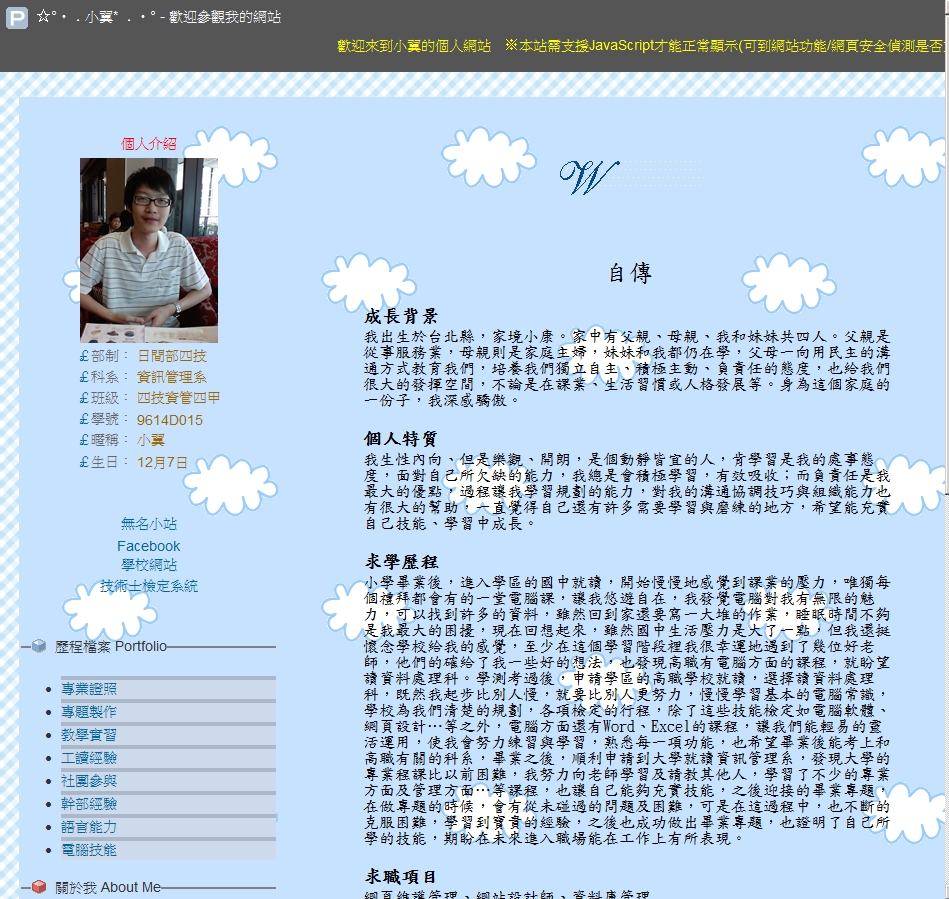 ☆°•．小翼*．•° - 歡迎參觀我的網站
歡迎來到小翼的個人網站　※本站需支援JavaScript才能正常顯示(可到網站功能/網頁安全偵測是否
個人介紹
W
￡部制： 日間部四技
￡科系： 資訊管理系
￡班級： 四技資管四甲
￡學號： 9614D015
￡暱稱： 小翼
￡生日： 12月7日
無名小站
Facebook
學校網站
技術士檢定系統
歷程檔案 Portfolio
專業證照
專題製作
教學實習
工讀經驗
社團參與
幹部經驗
語言能力
電腦技能
關於我 About Me
自傳
成長背景
我出生於台北縣，家境小康。家中有父親、母親、我和妹妹共四人。父親是
從事服務業，母親則是家庭主婦，妹妹和我都仍在學，父母一向用民主的溝
通方式教育我們，培養我們獨立自主、積極主動、負責任的態度，也給我們
很大的發揮空間，不論是在課業、生活習慣或人格發展等。身為這個家庭的
一份子，我深感驕傲。
個人特質
我生性內向、但是樂觀、開朗，是個動靜皆宜的人，肯學習是我的處事態
度，面對自己所欠缺的能力，我總是會積極學習，有效吸收；而負責任是我
最大的優點，過程讓我學習規劃的能力，對我的溝通協調技巧與組織能力也
有很大的幫助，一直覺得自己還有許多需要學習與磨練的地方，希望能充實
自己技能、學習中成長。
求學歷程
小學畢業後，進入學區的國中就讀，開始慢慢地感覺到課業的壓力，唯獨每
個禮拜都會有的一堂電腦課，讓我悠遊自在，我發覺電腦對我有無限的魅
力，可以找到許多的資料，雖然回到家還要寫一大堆的作業，睡眠時間不夠
是我最大的困擾，現在回想起來，雖然國中生活壓力是大了一點，但我還挺
懷念學校給我的感覺，至少在這個學習階段裡我很幸運地遇到了幾位好老
師，他們的確給了我一些好的想法，也發現高職有電腦方面的課程，就盼望
讀資料處理科。學測考過後，申請學區的高職學校就讀，選擇讀資料處理
科，既然我起步比別人慢，就要比別人更努力，慢慢學習基本的電腦常識，
學校為我們清楚的規劃，各項檢定的行程，除了這些技能檢定如電腦軟體、
網頁設計…等之外，電腦方面還有Word、Excel的課程，讓我們能輕易的靈
活運用，使我會努力練習與學習，熟悉每一項功能，也希望畢業後能考上和
高職有關的科系，畢業之後，順利申請到大學就讀資訊管理系，發現大學的
專業程課比以前困難，我努力向老師學習及請教其他人，學習了不少的專業
方面及管理方面…等課程，也讓自己能夠充實技能，之後迎接的畢業專題，
在做專題的時候，會有從未碰過的問題及困難，可是在這過程中，也不斷的
克服困難，學習到寶貴的經驗，之後也成功做出畢業專題，也證明了自己所
學的技能，期盼在未來進入職場能在工作上有所表現。
求職項目
網頁維護管理、網站設計師、資料庫管理